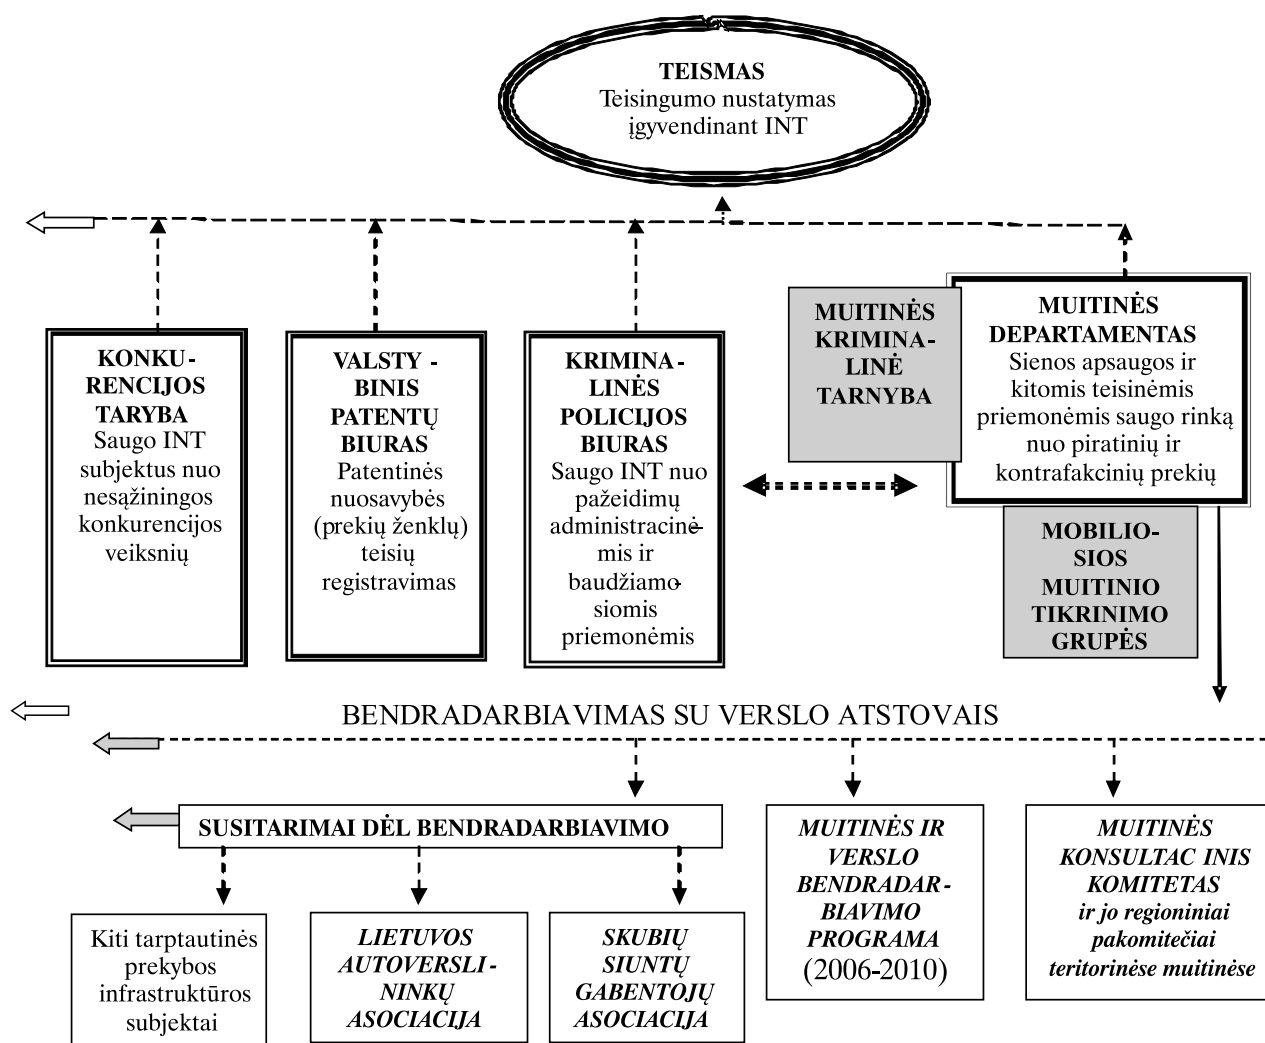 TEISMAS
Teisingumo nustatymas
įgyvendinant INT
KONKU-
RENCIJOS
TARYBA
Saugo INT
subjektus nuo
nesąžiningos
konkurencijos
veiksnių
VALSTY-
BINIS
PATENTŲ
BIURAS
Patentinės
nuosavybės
(prekių ženklų)
teisių
registravimas
KRIMINA-
LINĖS
POLICIJOS
BIURAS
Saugo INT nuo
pažeidimų
administracinė-
mis ir
baudžiamo-
siomis
priemonėmis
MUITINĖS
KRIMINA-
LINĖ
TARNYBA
MUITINĖS
DEPARTAMENTAS
Sienos apsaugos ir
kitomis teisinėmis
priemonėmis saugo rinką
nuo piratinių ir
kontrafakcinių prekių
MOBILIO-
SIOS
MUITINIO
TIKRINIMO
GRUPĖS
BENDRADARBIAVIMAS SU VERSLO ATSTOVAIS
SUSITARIMAI DĖL BENDRADARBIAVIMO
Kiti tarptautinės
prekybos
infrastruktūros
subjektai
LIETUVOS
AUTOVERSLI-
NINKŲ
ASOCIACIJA
SKUBIŲ
SIUNTŲ
GABENTOJŲ
ASOCIACIJA
MUITINĖS IR
VERSLO
BENDRADAR-
BIAVIMO
PROGRAMA
(2006-2010)
MUITINĖS
KONSULTAC INIS
KOMITETAS
ir jo regioniniai
pakomitečiai
teritorinėse muitinėse